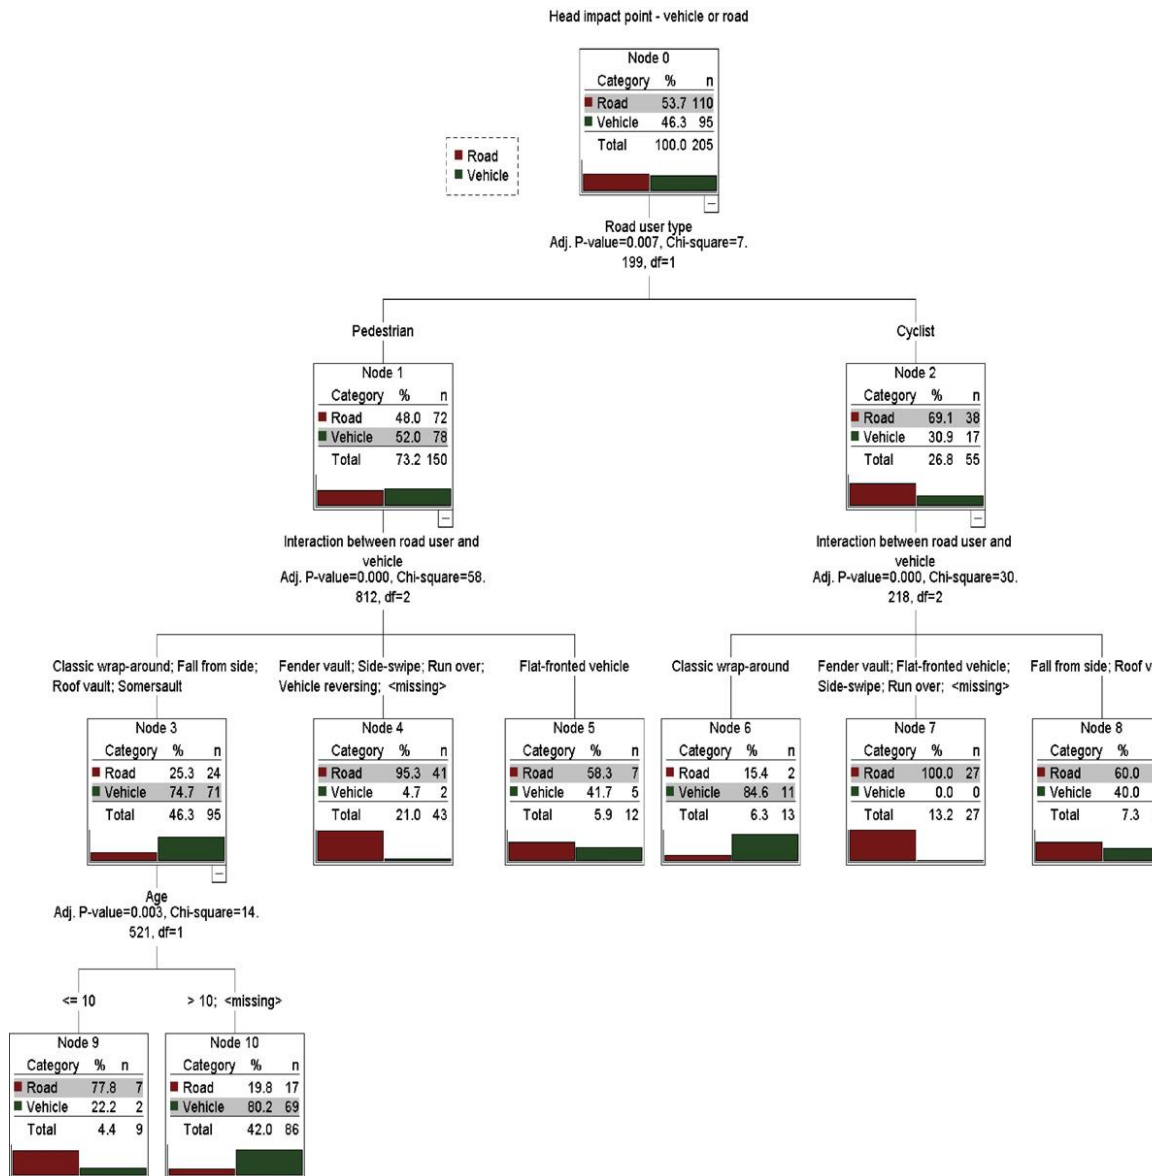 Head impact point - vehicle or road
Node 0
Category % n
Road 53.7 110
Vehicle 46.3 95
Total 100.0 205
Road
Vehicle
Road user type
Adj. P-value=0.007, Chi-square=7.
199, df=1
Pedestrian
Cyclist
Node 1
Category % n
Road 48.0 72
Vehicle 52.0 78
Total 73.2 150
Node 2
Category % n
Road 69.1 38
Vehicle 30.9 17
Total 26.8 55
Interaction between road user and
vehicle
Adj. P-value=0.000, Chi-square=58.
812, df=2
Interaction between road user and
vehicle
Adj. P-value=0.000, Chi-square=30.
218, df=2
Classic wrap-around; Fall from side;
Roof vault; Somersault
Fender vault; Side-swipe; Run over;
Vehicle reversing; <missing>
Flat-fronted vehicle
Classic wrap-around
Fender vault; Flat-fronted vehicle;
Side-swipe; Run over; <missing>
Fall from side; Roof v
Node 3
Category % n
Road 25.3 24
Vehicle 74.7 71
Total 46.3 95
Node 4
Category % n
Road 95.3 41
Vehicle 4.7 2
Total 21.0 43
Node 5
Category % n
Road 58.3 7
Vehicle 41.7 5
Total 5.9 12
Node 6
Category % n
Road 15.4 2
Vehicle 84.6 11
Total 6.3 13
Node 7
Category % n
Road 100.0 27
Vehicle 0.0 0
Total 13.2 27
Node 8
Category %
Road 60.0
Vehicle 40.0
Total 7.3
Age
Adj. P-value=0.003, Chi-square=14.
521, df=1
<= 10
> 10; <missing>
Node 9
Category % n
Road 77.8 7
Vehicle 22.2 2
Total 4.4 9
Node 10
Category % n
Road 19.8 17
Vehicle 80.2 69
Total 42.0 86